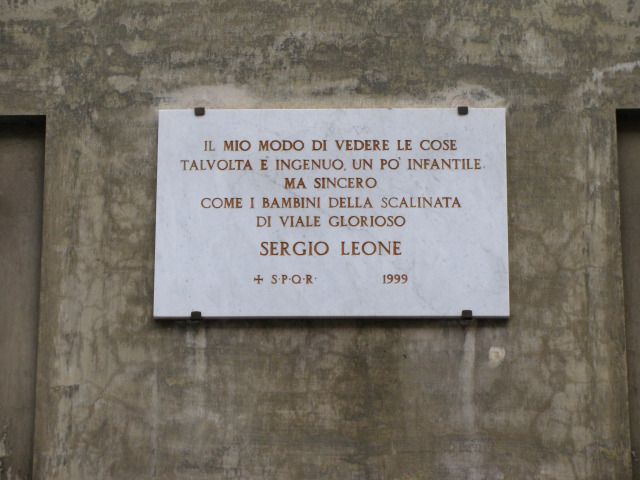 IL MIO MODO DI VEDERE LE COSE
TALVOLTA E' INGENUO, UN PO' INFANTILE
MA SINCERO
COME I BAMBINI DELLA SCALINATA
DI VIALE GLORIOSO
SERGIO LEONE
✢ S·P·Q·R· 1999